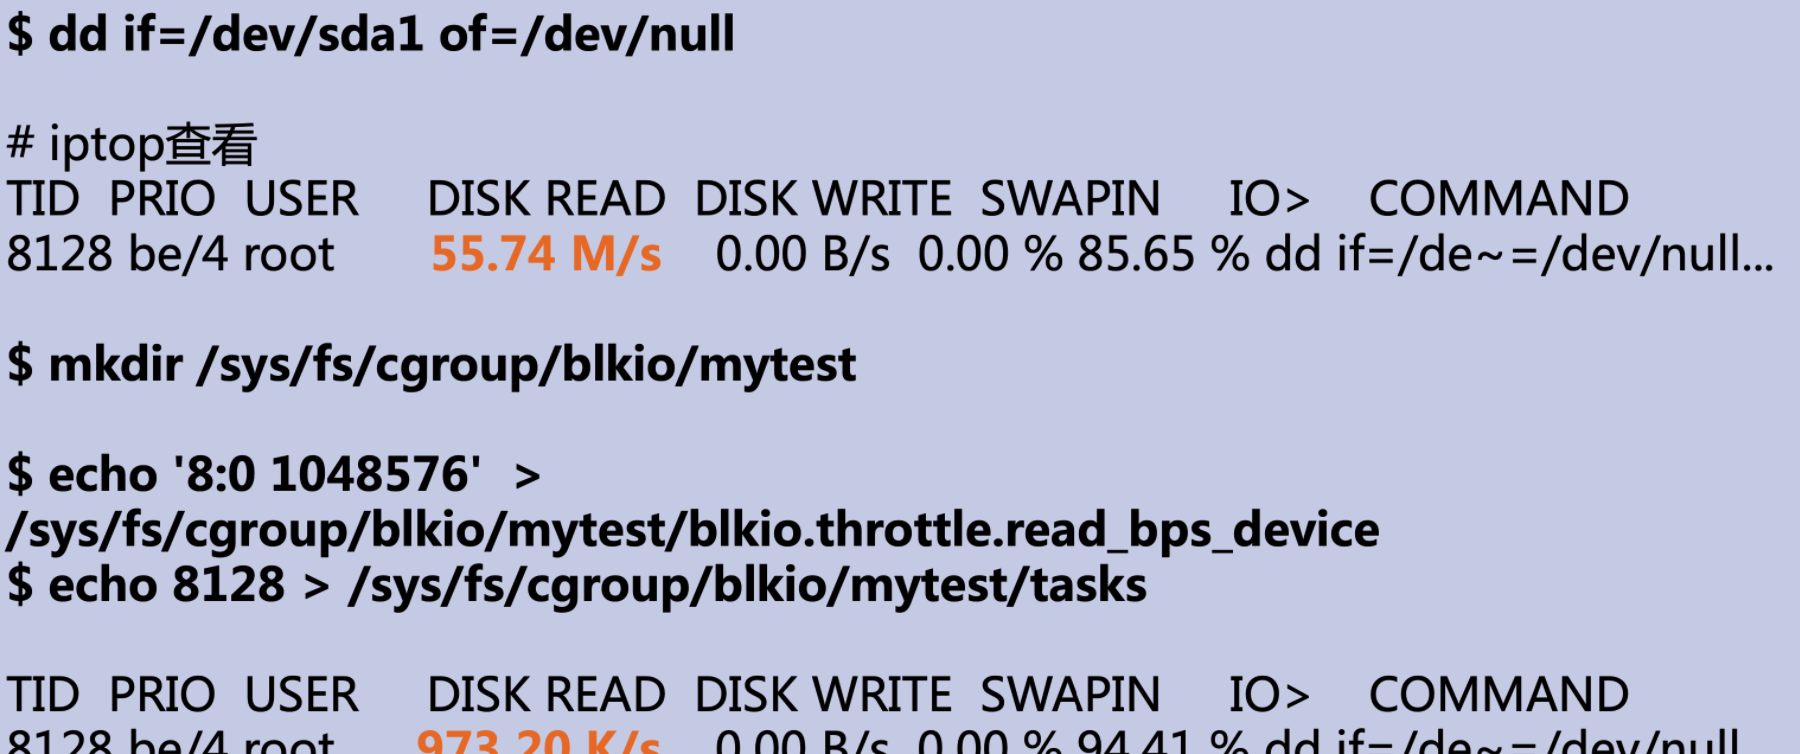 $ dd if=/dev/sda1 of=/dev/null
# iptop查看
TID PRIO USER DISK READ DISK WRITE SWAPIN IO> COMMAND
8128 be/4 root 55.74 M/s 0.00 B/s 0.00 % 85.65 % dd if=/de~=/dev/null...
$ mkdir /sys/fs/cgroup/blkio/mytest
$ echo '8:0 1048576' >
/sys/fs/cgroup/blkio/mytest/blkio.throttle.read_bps_device
$ echo 8128 > /sys/fs/cgroup/blkio/mytest/tasks
TID PRIO USER DISK READ DISK WRITE SWAPIN IO> COMMAND
8128 be/4 root 973.20 K/s 0.00 B/s 0.00 % 94.41 % dd if=/de~=/dev/null...